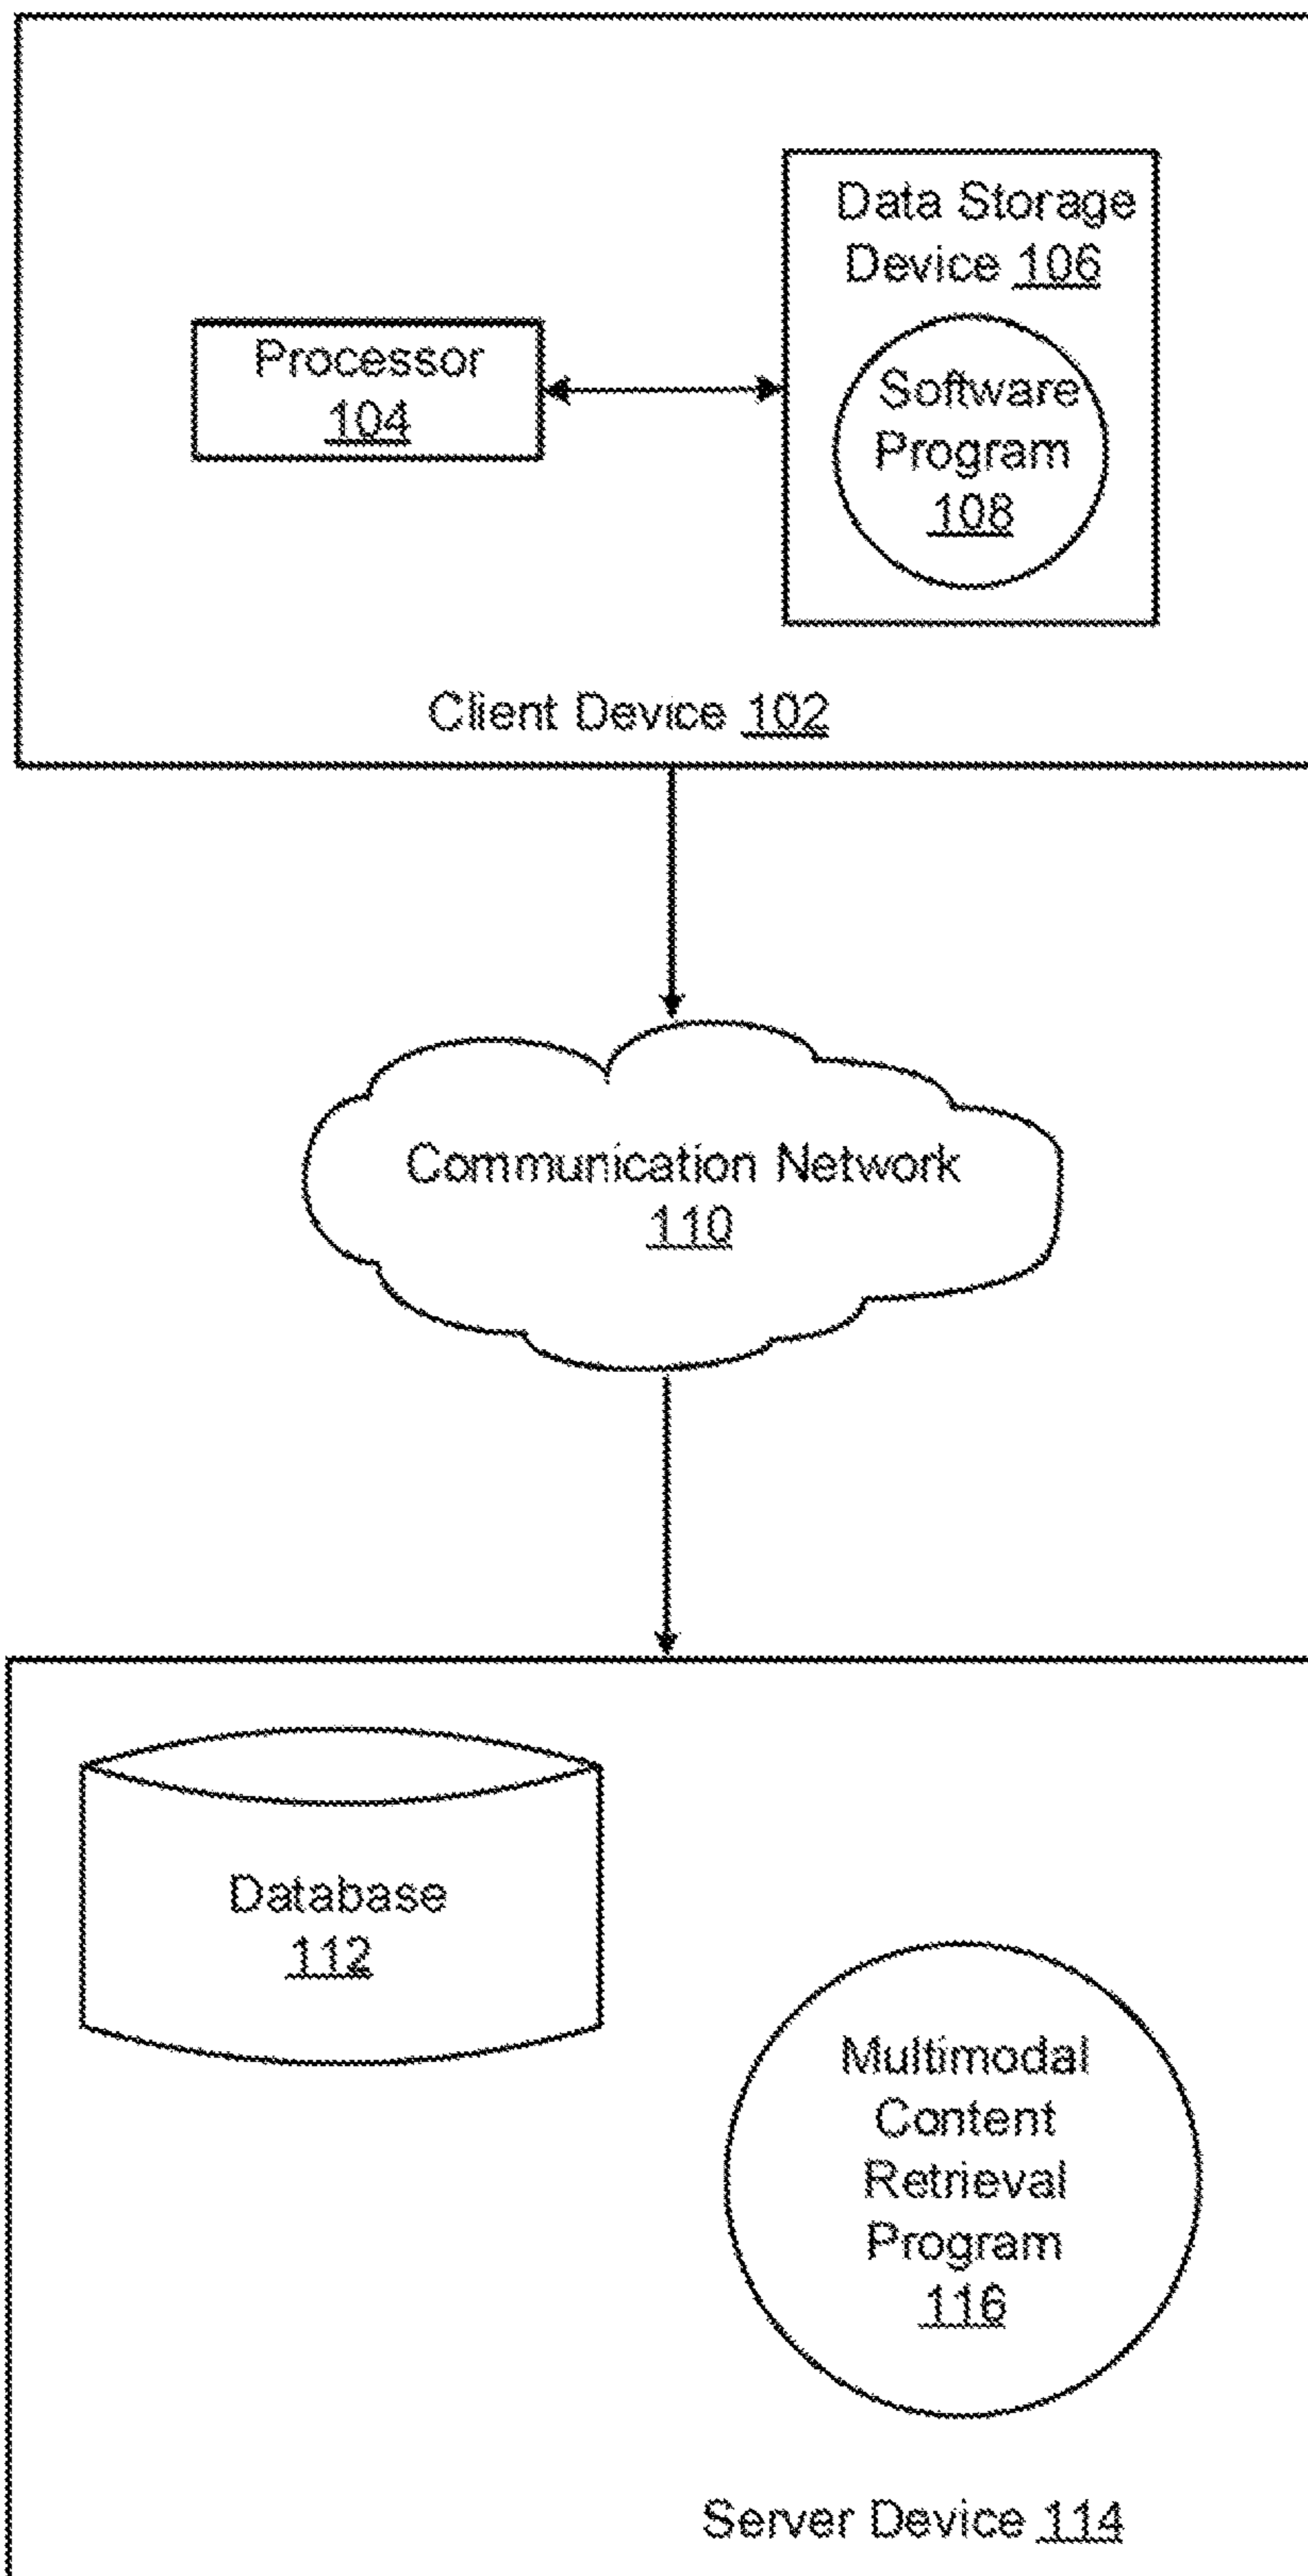 Data Storage
Device 106
Processor
104
Software
Program
108
Client Device 102
Communication Network
110
Database
112
Multimodal
Content
Retrieval
Program
116
Server Device 114